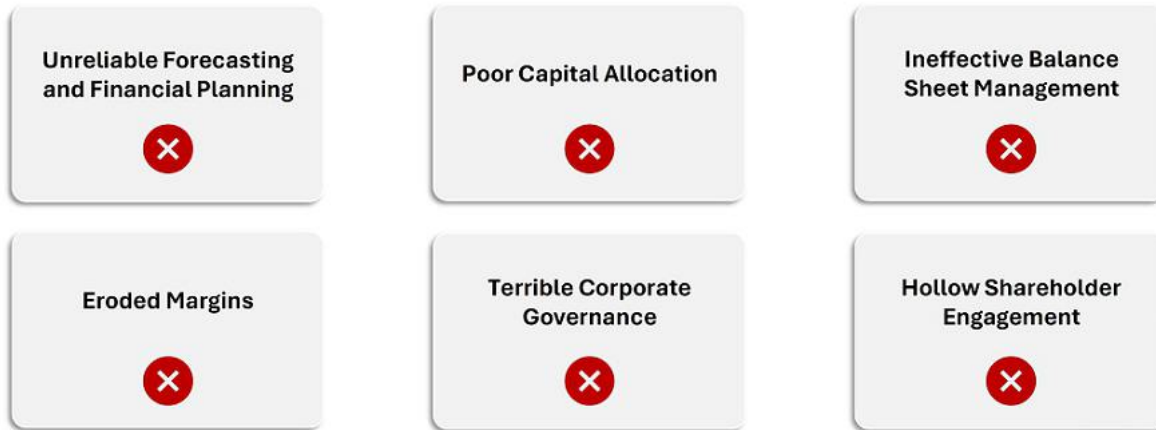 Unreliable Forecasting
and Financial Planning
Poor Capital Allocation
Ineffective Balance
Sheet Management
Eroded Margins
Terrible Corporate
Governance
Hollow Shareholder
Engagement